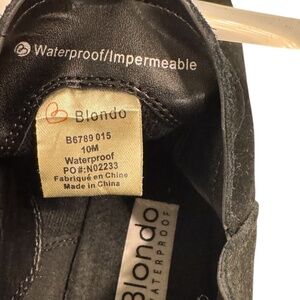 Waterproof/Impermeable
Blondo
B6789 015
10M
Waterproof
PO#:N02233
Fabriqué en Chine
Made in China
Blondo
WATERPROOF